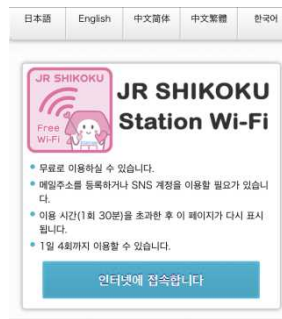 日本語 English 中文简体 中文繁體 한국어
JR SHIKOKU
Free
Wi-Fi
JR SHIKOKU
Station Wi-Fi
무료로 이용하실 수 있습니다.
메일주소를 등록하거나 SNS 계정을 이용할 필요가 있습니
다.
이용 시간(1회 30분)을 초과한 후 이 페이지가 다시 표시
됩니다.
1일 4회까지 이용할 수 있습니다.
인터넷에 접속합니다